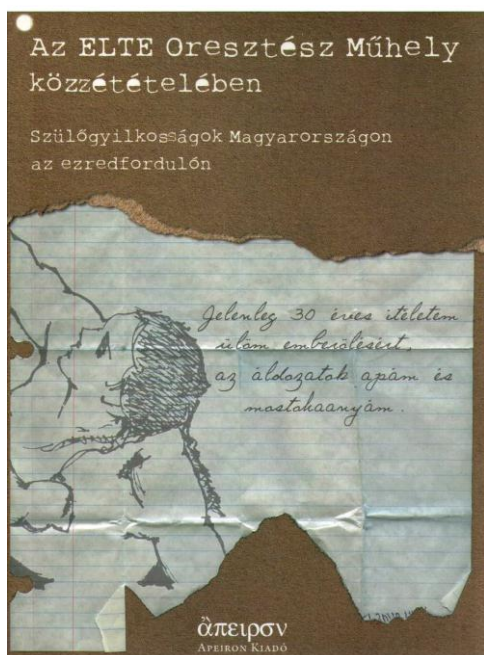 Az ELTE Oresztész Műhely
közzétételében
Szülőgyilkosságok Magyarországon
az ezredfordulón
Jelenleg 30 éves itéletem
ülöm emberölésért,
az áldozatok apám és
mostohaanyám.
ἄπειρον
APEIRON KIADÓ